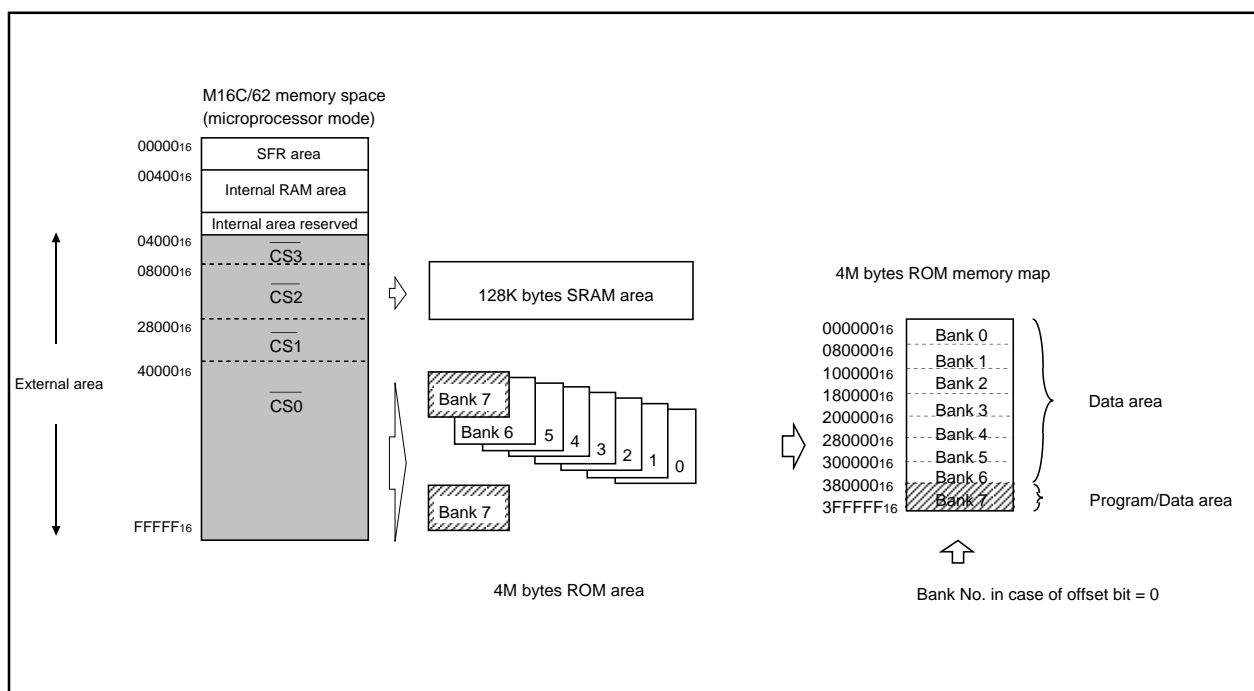 M16C/62 memory space
(microprocessor mode)
0000016
SFR area
0040016
Internal RAM area
Internal area reserved
0400016
CS3
0800016
CS2
2800016
CS1
4000016
CS0
FFFFF16
External area
128K bytes SRAM area
Bank 7
Bank 6
5
4
3
2
1
0
Bank 7
4M bytes ROM area
4M bytes ROM memory map
00000016
Bank 0
08000016
Bank 1
10000016
Bank 2
18000016
Bank 3
20000016
Bank 4
28000016
Bank 5
30000016
Bank 6
38000016
Bank 7
3FFFFF16
Data area
Program/Data area
Bank No. in case of offset bit = 0